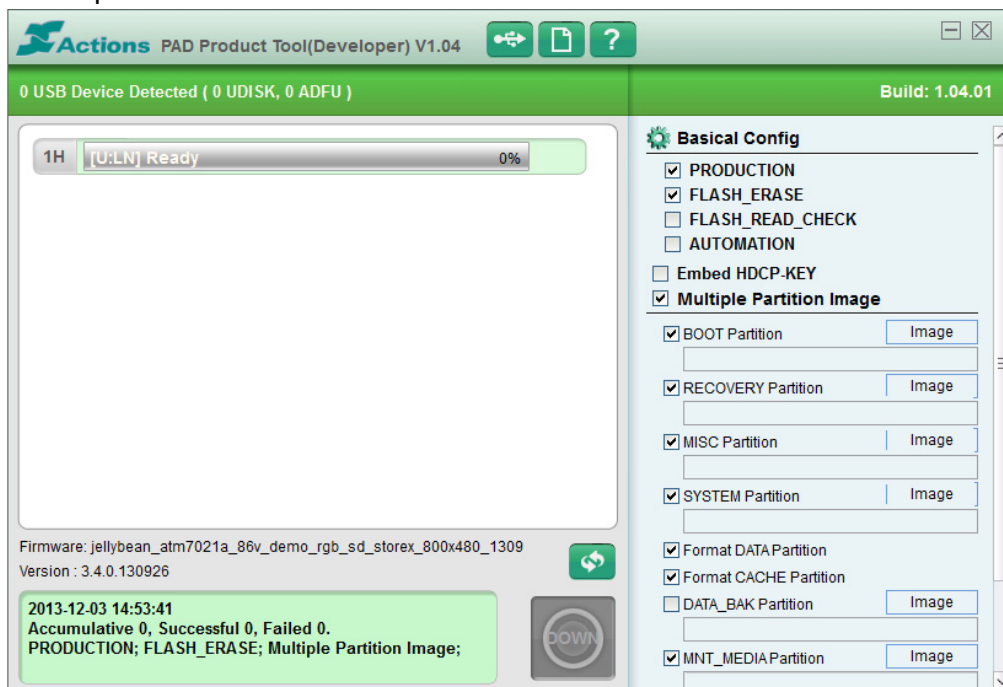 Actions PAD Product Tool(Developer) V1.04
0 USB Device Detected ( 0 UDISK, 0 ADFU )
Build: 1.04.01
1H [U:LN] Ready 0%
Firmware: jellybean_atm7021a_86v_demo_rgb_sd_storex_800x480_1309
Version : 3.4.0.130926
2013-12-03 14:53:41
Accumulative 0, Successful 0, Failed 0.
PRODUCTION; FLASH_ERASE; Multiple Partition Image;
DOWN
Basical Config
PRODUCTION
FLASH_ERASE
FLASH_READ_CHECK
AUTOMATION
Embed HDCP-KEY
Multiple Partition Image
BOOT Partition Image
RECOVERY Partition Image
MISC Partition Image
SYSTEM Partition Image
Format DATA Partition
Format CACHE Partition
DATA_BAK Partition Image
MNT_MEDIA Partition Image